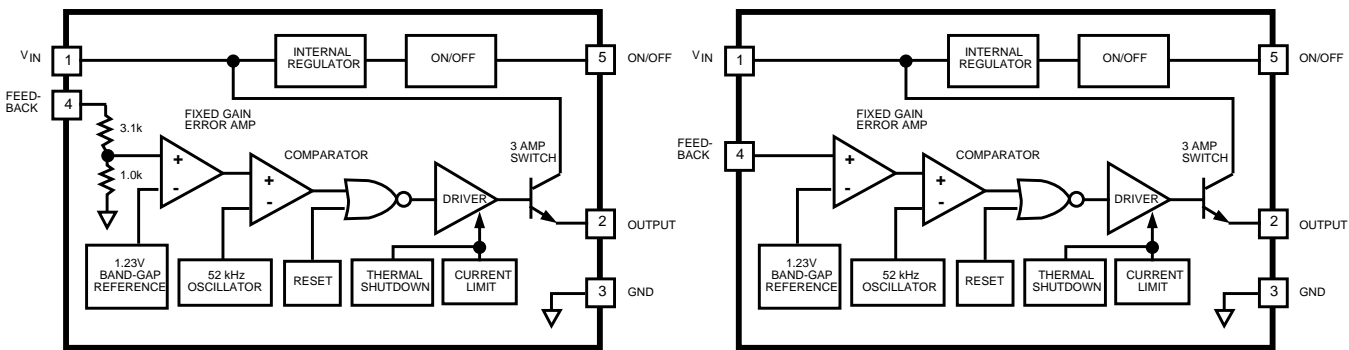 VIN
1
INTERNAL
REGULATOR
ON/OFF
5
ON/OFF
FEED-
BACK
4
3.1k
1.0k
FIXED GAIN
ERROR AMP
+
-
COMPARATOR
+
-
3 AMP
SWITCH
DRIVER
2
OUTPUT
1.23V
BAND-GAP
REFERENCE
52 kHz
OSCILLATOR
RESET
THERMAL
SHUTDOWN
CURRENT
LIMIT
3
GND
VIN
1
INTERNAL
REGULATOR
ON/OFF
5
ON/OFF
FEED-
BACK
4
FIXED GAIN
ERROR AMP
+
-
COMPARATOR
+
-
3 AMP
SWITCH
DRIVER
2
OUTPUT
1.23V
BAND-GAP
REFERENCE
52 kHz
OSCILLATOR
RESET
THERMAL
SHUTDOWN
CURRENT
LIMIT
3
GND